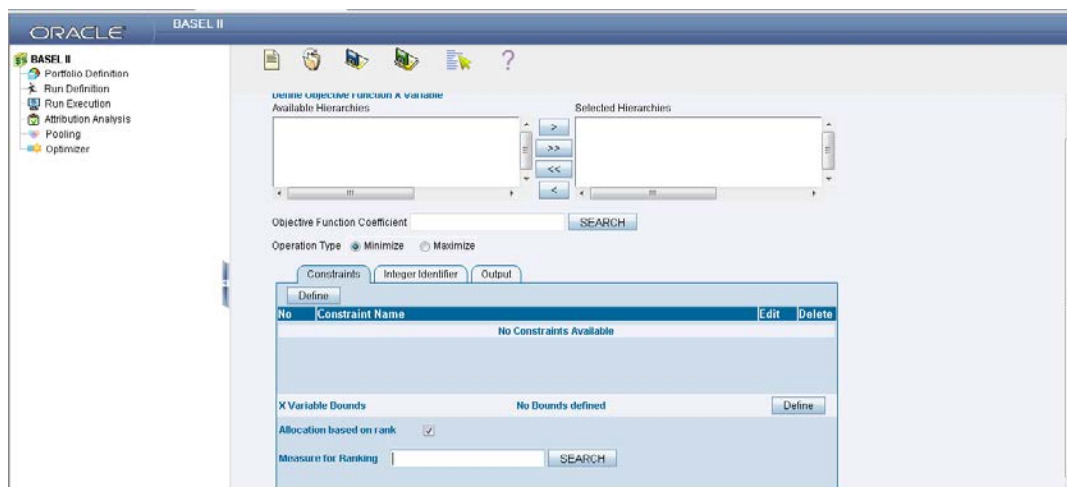 ORACLE
BASEL II
BASEL II
Portfolio Definition
Run Definition
Run Execution
Attribution Analysis
Pooling
Optimizer
Define Objective Function X Variable
Available Hierarchies
Selected Hierarchies
>
>>
<<
<
Objective Function Coefficient
SEARCH
Operation Type Minimize Maximize
Constraints Integer Identifier Output
Define
No Constraint Name Edit Delete
No Constraints Available
X Variable Bounds No Bounds defined Define
Allocation based on rank
Measure for Ranking SEARCH